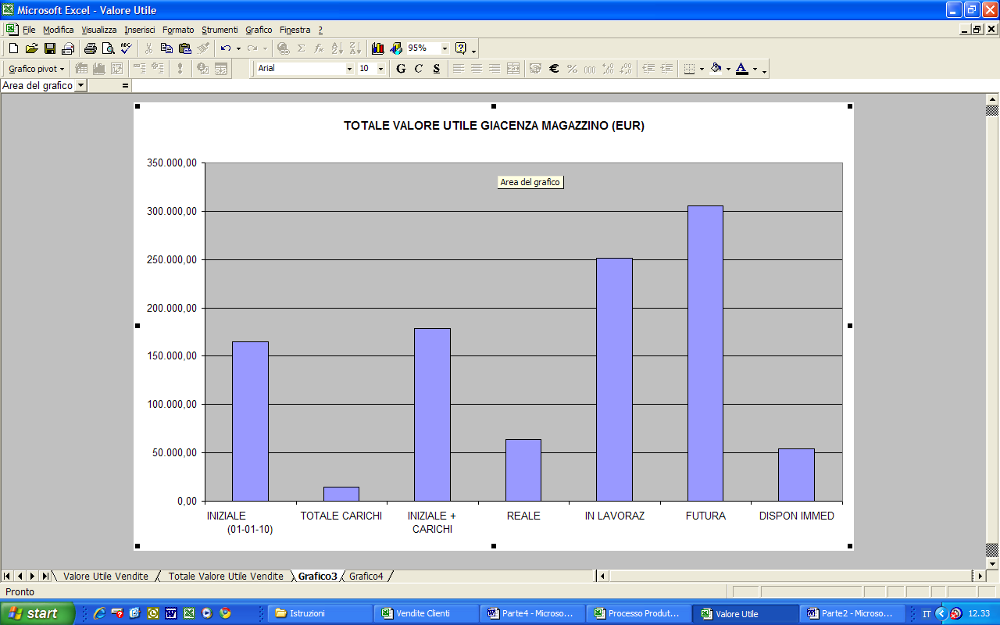 Microsoft Excel - Valore Utile
File Modifica Visualizza Inserisci Formato Strumenti Grafico Finestra ?
95%
Grafico pivot Arial 10 G C S € % 000
Area del grafico =
TOTALE VALORE UTILE GIACENZA MAGAZZINO (EUR)
350.000,00
Area del grafico
300.000,00
250.000,00
200.000,00
150.000,00
100.000,00
50.000,00
0,00
INIZIALE (01-01-10)
TOTALE CARICHI
INIZIALE + CARICHI
REALE
IN LAVORAZ
FUTURA
DISPON IMMED
Valore Utile Vendite Totale Valore Utile Vendite Grafico3 Grafico4
Pronto
start Istruzioni Vendite Clienti Parte4 - Microso... Processo Produt... Valore Utile Parte2 - Microso... IT 12.33